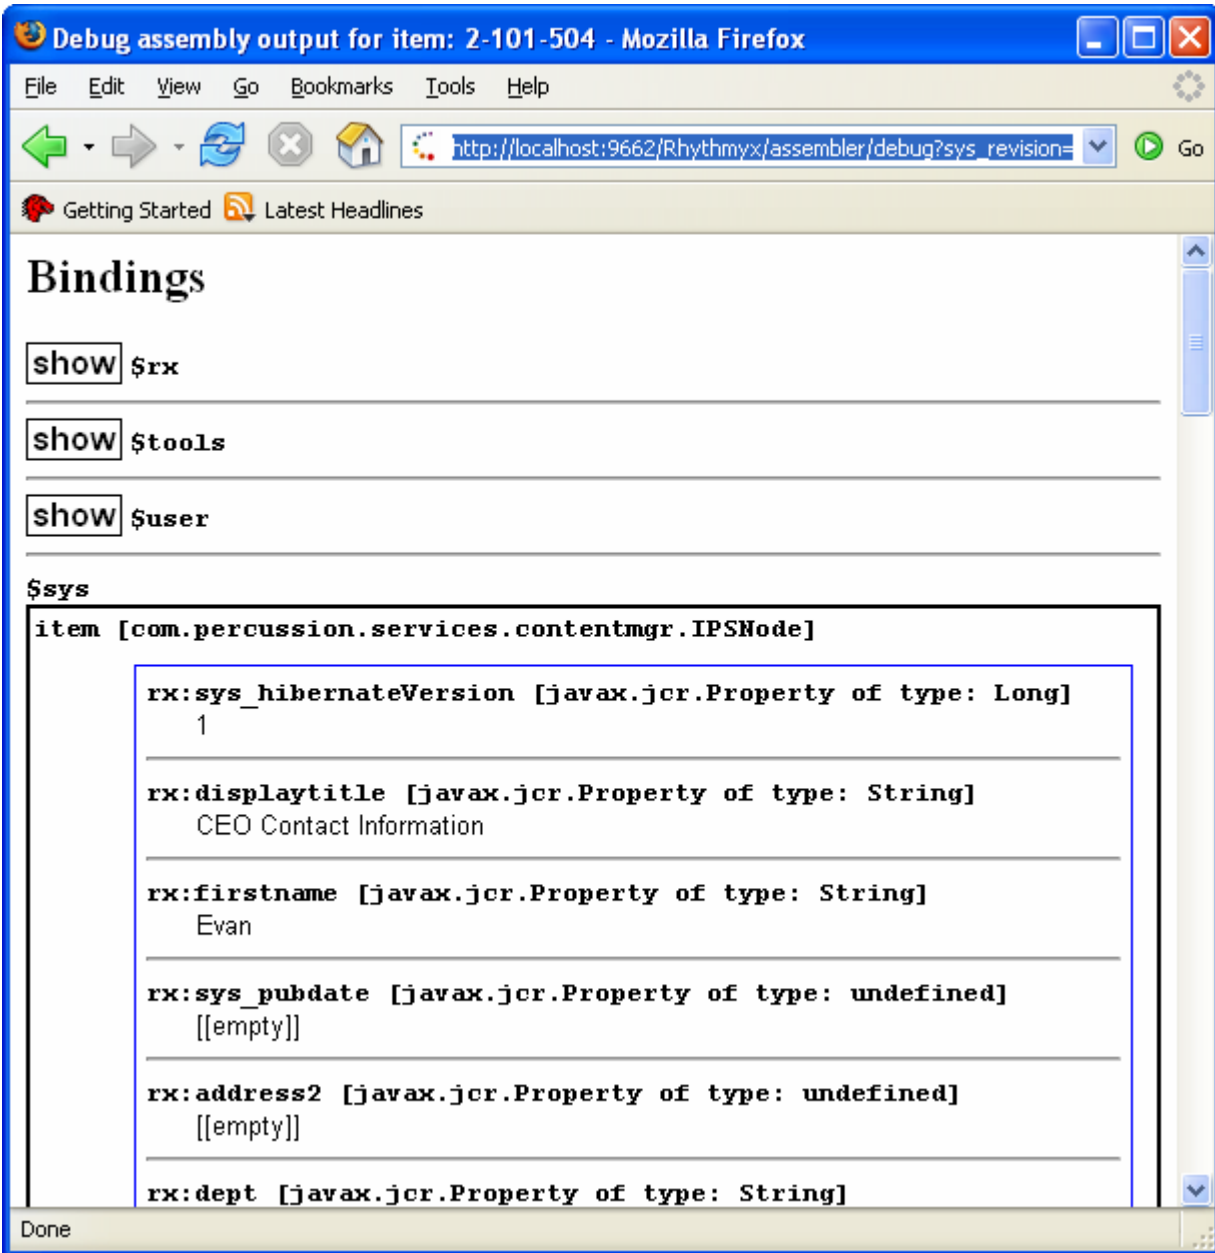 Debug assembly output for item: 2-101-504 - Mozilla Firefox
File Edit View Go Bookmarks Tools Help
http://localhost:9662/Rhythmyx/assembler/debug?sys_revision= Go
Getting Started Latest Headlines
Bindings
show $rx
show $tools
show $user
$sys
item [com.percussion.services.contentmgr.IPSNode]
rx:sys_hibernateVersion [javax.jcr.Property of type: Long]
1
rx:displaytitle [javax.jcr.Property of type: String]
CEO Contact Information
rx:firstname [javax.jcr.Property of type: String]
Evan
rx:sys_pubdate [javax.jcr.Property of type: undefined]
[[empty]]
rx:address2 [javax.jcr.Property of type: undefined]
[[empty]]
rx:dept [javax.jcr.Property of type: String]
Done